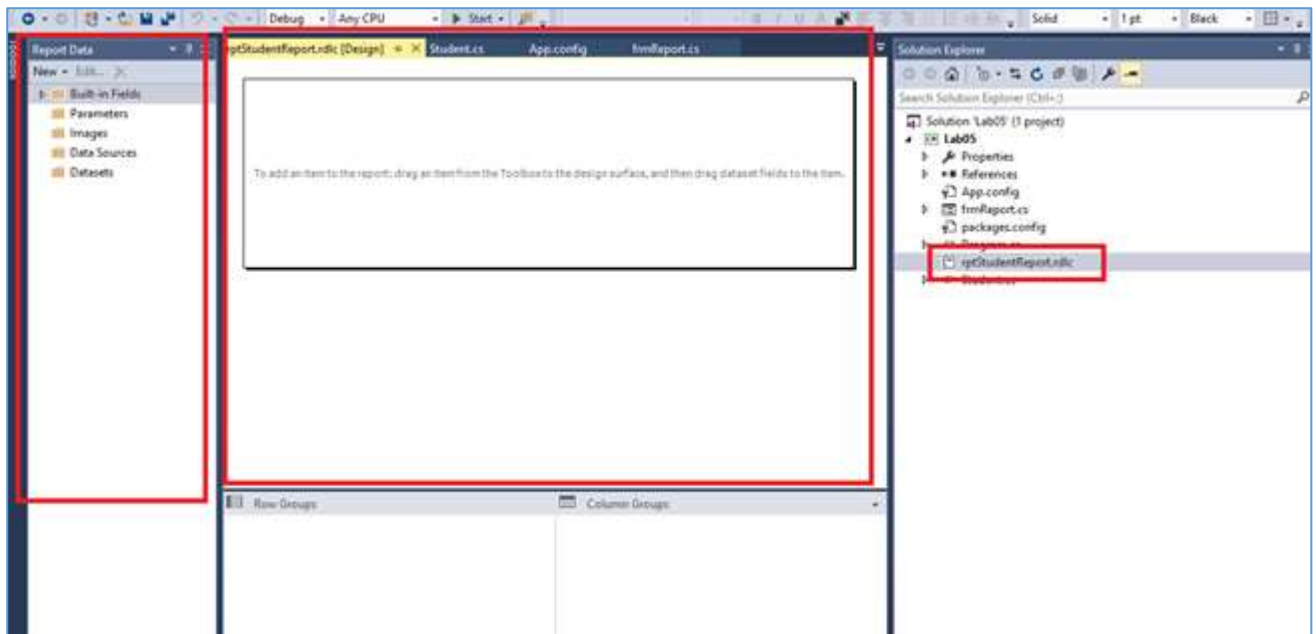 Debug Any CPU Start Solid 1 pt Black
Report Data
New Edit...
Built-in Fields
Parameters
Images
Data Sources
Datasets
rptStudentReport.rdlc [Design] Student.cs App.config frmReport.cs
To add an item to the report: drag an item from the Toolbox to the design surface, and then drag dataset fields to the item.
Row Groups Column Groups
Solution Explorer
Search Solution Explorer (Ctrl+;)
Solution 'Lab05' (1 project)
Lab05
Properties
References
App.config
frmReport.cs
packages.config
Program.cs
rptStudentReport.rdlc